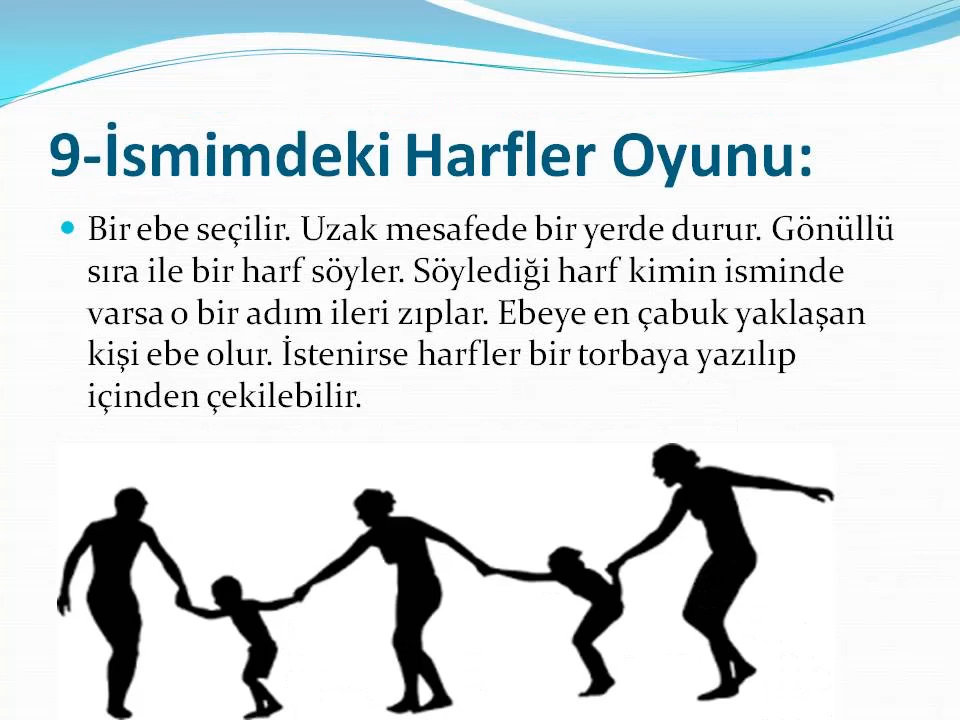 9-İsmimdeki Harfler Oyunu:
• Bir ebe seçilir. Uzak mesafede bir yerde durur. Gönüllü
sıra ile bir harf söyler. Söylediği harf kimin isminde
varsa o bir adım ileri zıplar. Ebeye en çabuk yaklaşan
kişi ebe olur. İstenirse harfler bir torbaya yazılıp
içinden çekilebilir.